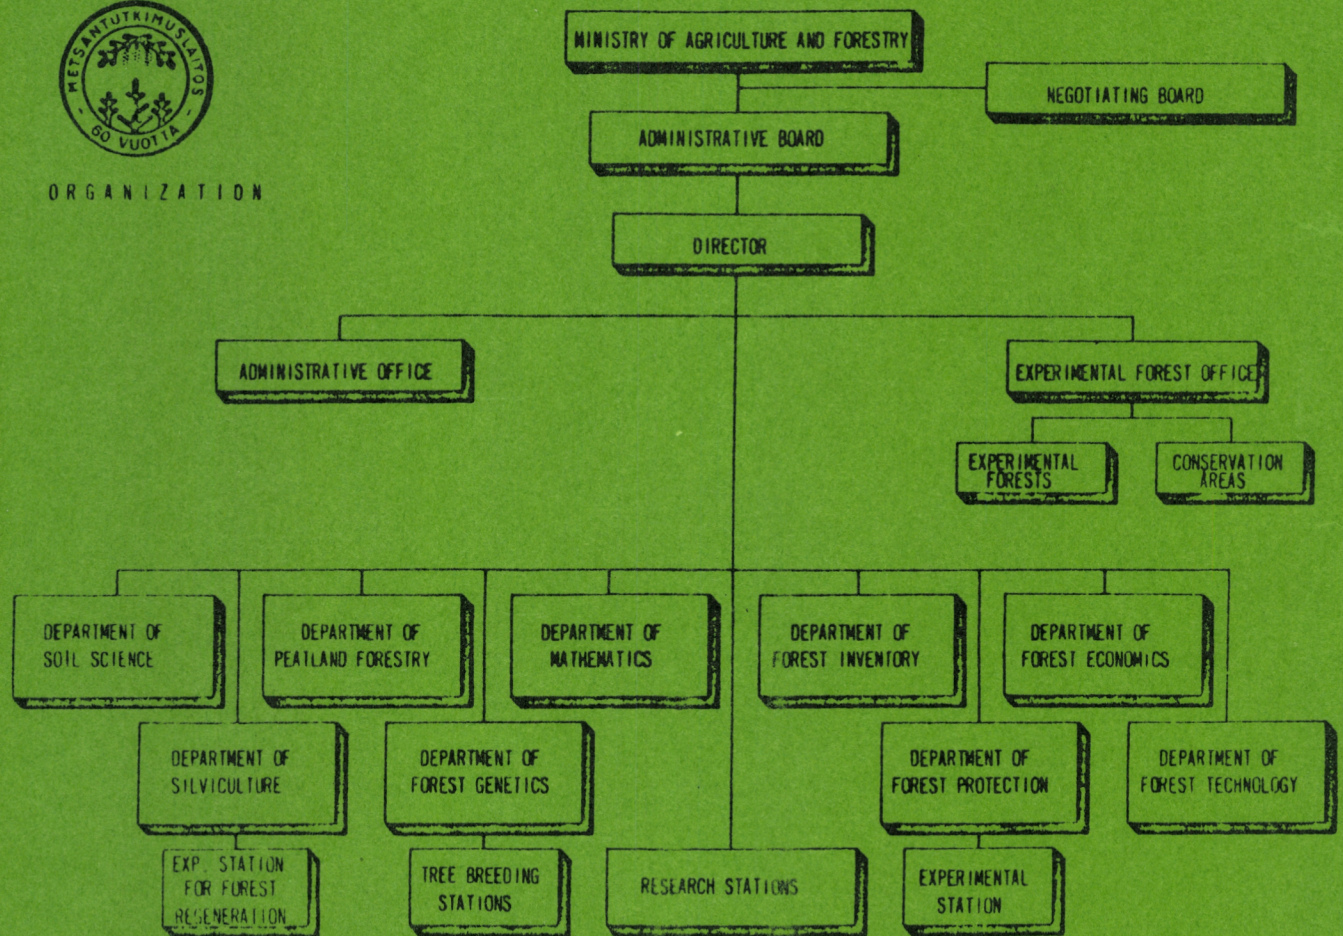 METSÄNTUTKIMUSLAITOS
- 60 VUOTTA -
ORGANIZATION
MINISTRY OF AGRICULTURE AND FORESTRY
NEGOTIATING BOARD
ADMINISTRATIVE BOARD
DIRECTOR
ADMINISTRATIVE OFFICE
EXPERIMENTAL FOREST OFFICE
EXPERIMENTAL
FORESTS
CONSERVATION
AREAS
DEPARTMENT OF
SOIL SCIENCE
DEPARTMENT OF
PEATLAND FORESTRY
DEPARTMENT OF
MATHEMATICS
DEPARTMENT OF
FOREST INVENTORY
DEPARTMENT OF
FOREST ECONOMICS
DEPARTMENT OF
SILVICULTURE
DEPARTMENT OF
FOREST GENETICS
DEPARTMENT OF
FOREST PROTECTION
DEPARTMENT OF
FOREST TECHNOLOGY
EXP. STATION
FOR FOREST
REGENERATION
TREE BREEDING
STATIONS
RESEARCH STATIONS
EXPERIMENTAL
STATION